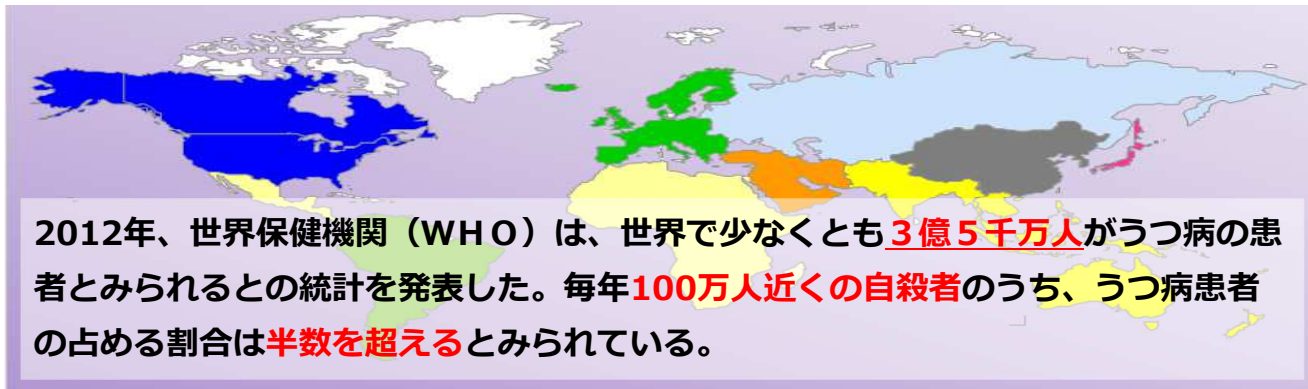 2012年、世界保健機関（ＷＨＯ）は、世界で少なくとも３億５千万人がうつ病の患
者とみられるとの統計を発表した。毎年100万人近くの自殺者のうち、うつ病患者
の占める割合は半数を超えるとみられている。